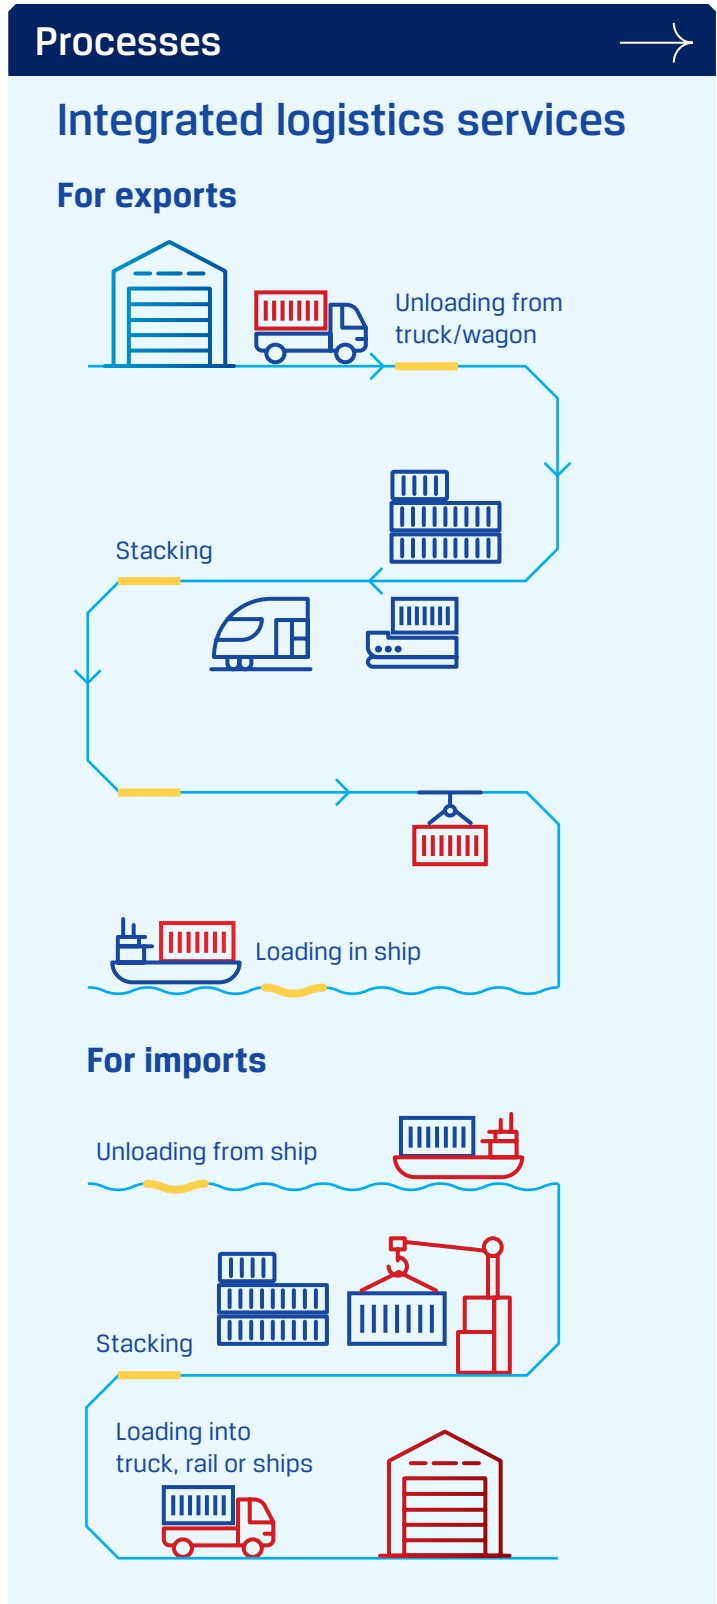 Processes
Integrated logistics services
For exports
Unloading from
truck/wagon
Stacking
Loading in ship
For imports
Unloading from ship
Stacking
Loading into
truck, rail or ships